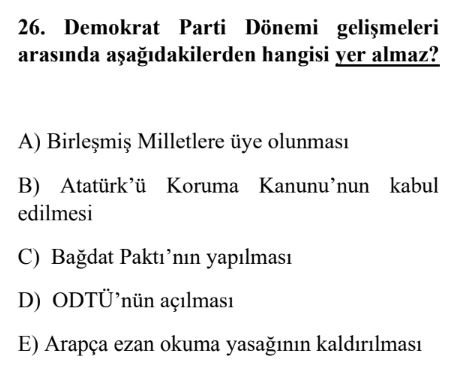 26. Demokrat Parti Dönemi gelişmeleri
arasında aşağıdakilerden hangisi yer almaz?
A) Birleşmiş Milletlere üye olunması
B) Atatürk’ü Koruma Kanunu’nun kabul
edilmesi
C) Bağdat Paktı’nın yapılması
D) ODTÜ’nün açılması
E) Arapça ezan okuma yasağının kaldırılması